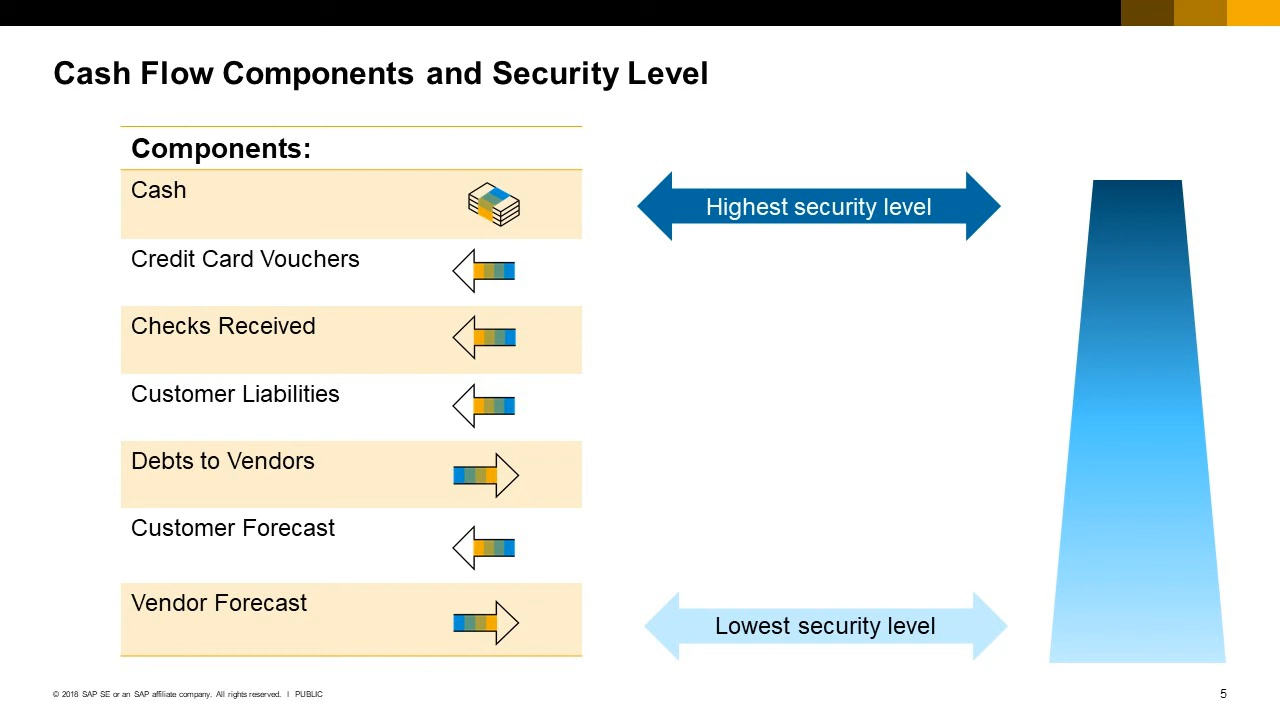 Cash Flow Components and Security Level
Components:
Cash
Highest security level
Credit Card Vouchers
Checks Received
Customer Liabilities
Debts to Vendors
Customer Forecast
Vendor Forecast
Lowest security level
© 2018 SAP SE or an SAP affiliate company. All rights reserved. I PUBLIC
5